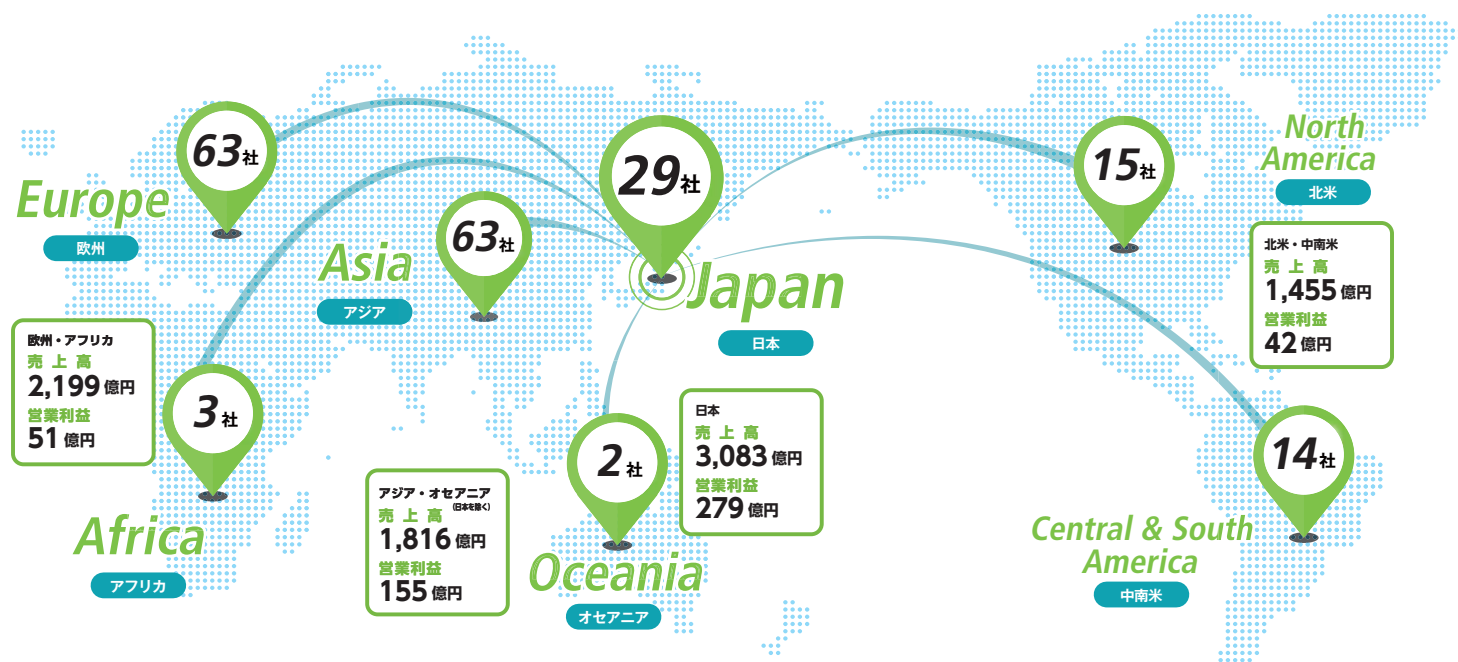 63社
Europe
欧州
欧州・アフリカ
売上高
2,199億円
営業利益
51億円
3社
Africa
アフリカ
63社
Asia
アジア
アジア・オセアニア
(日本を除く)
売上高
1,816億円
営業利益
155億円
29社
Japan
日本
日本
売上高
3,083億円
営業利益
279億円
2社
Oceania
オセアニア
15社
North
America
北米
北米・中南米
売上高
1,455億円
営業利益
42億円
14社
Central & South
America
中南米